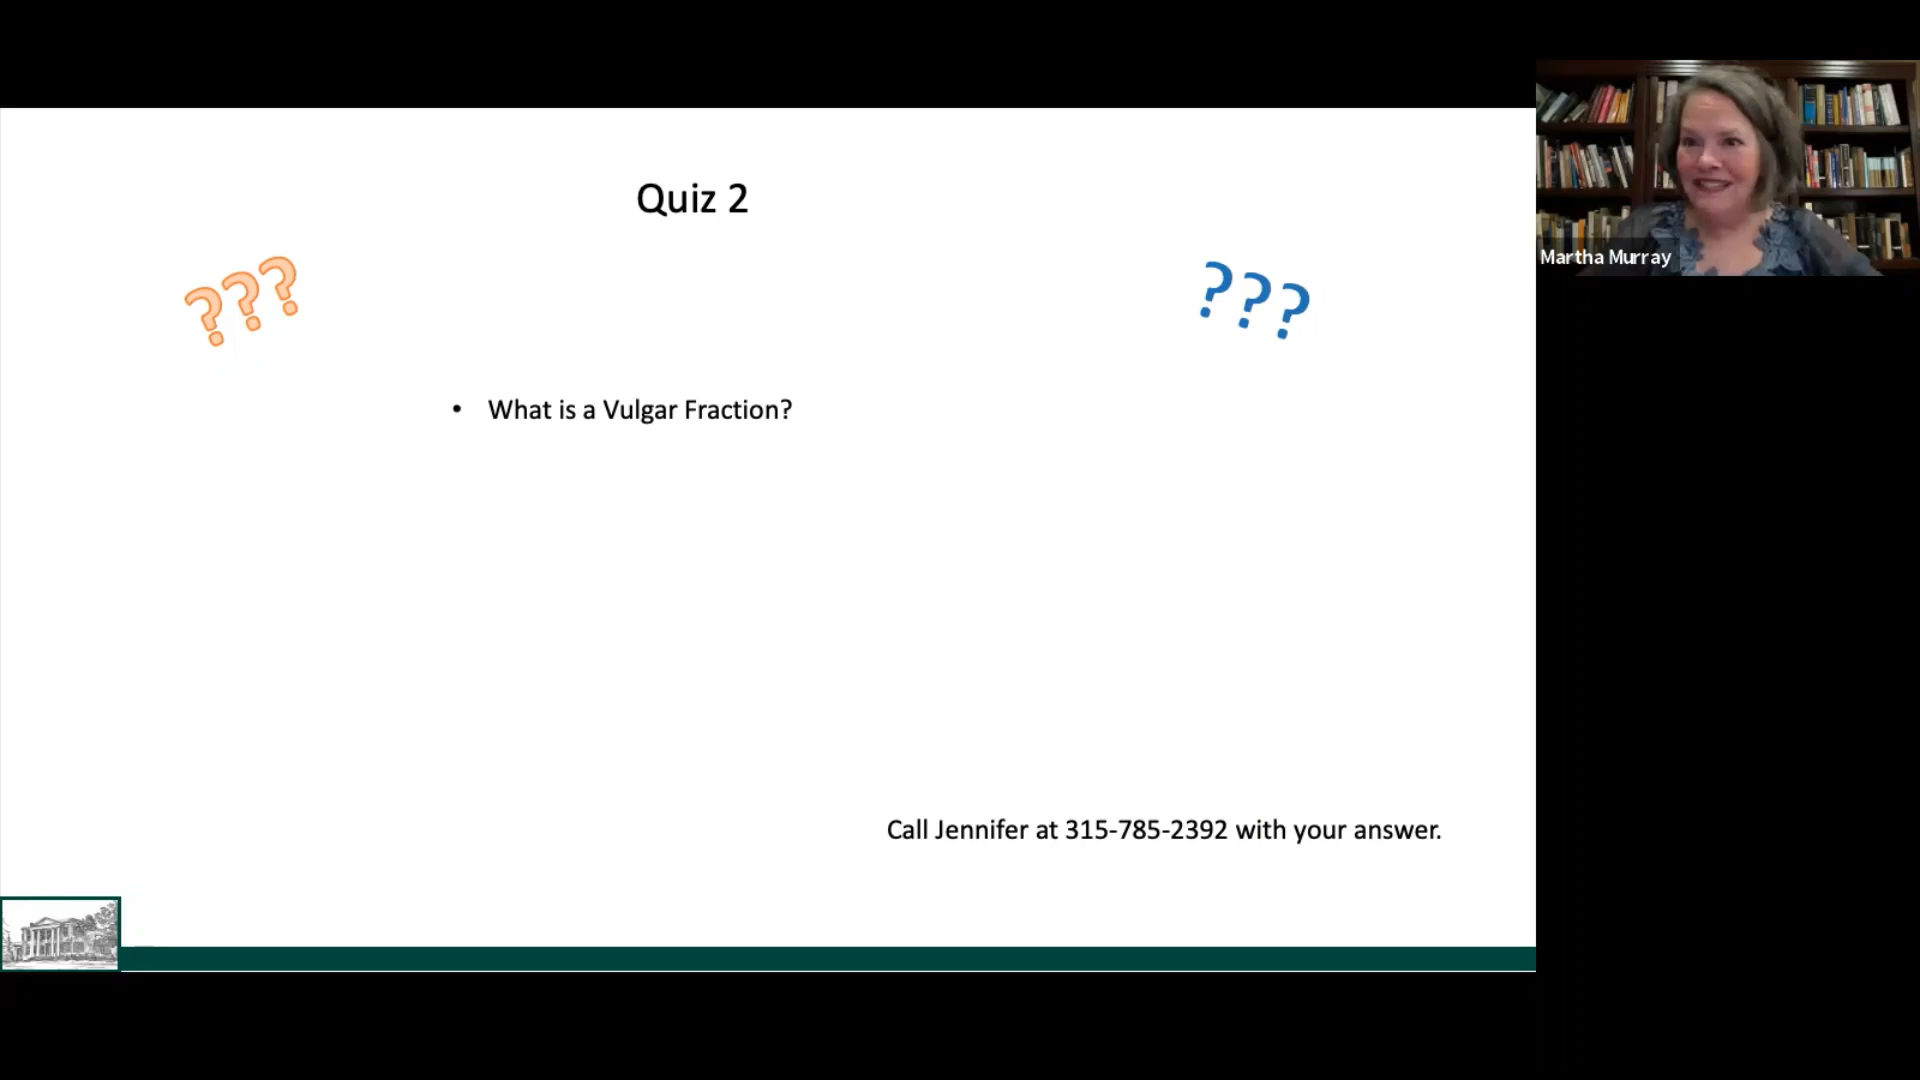 Quiz 2
???
???
• What is a Vulgar Fraction?
Call Jennifer at 315-785-2392 with your answer.
Martha Murray